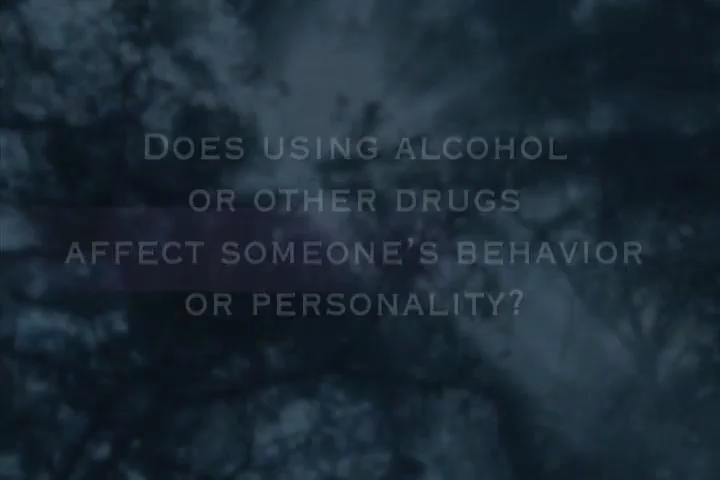 Does using alcohol
or other drugs
affect someone's behavior
or personality?